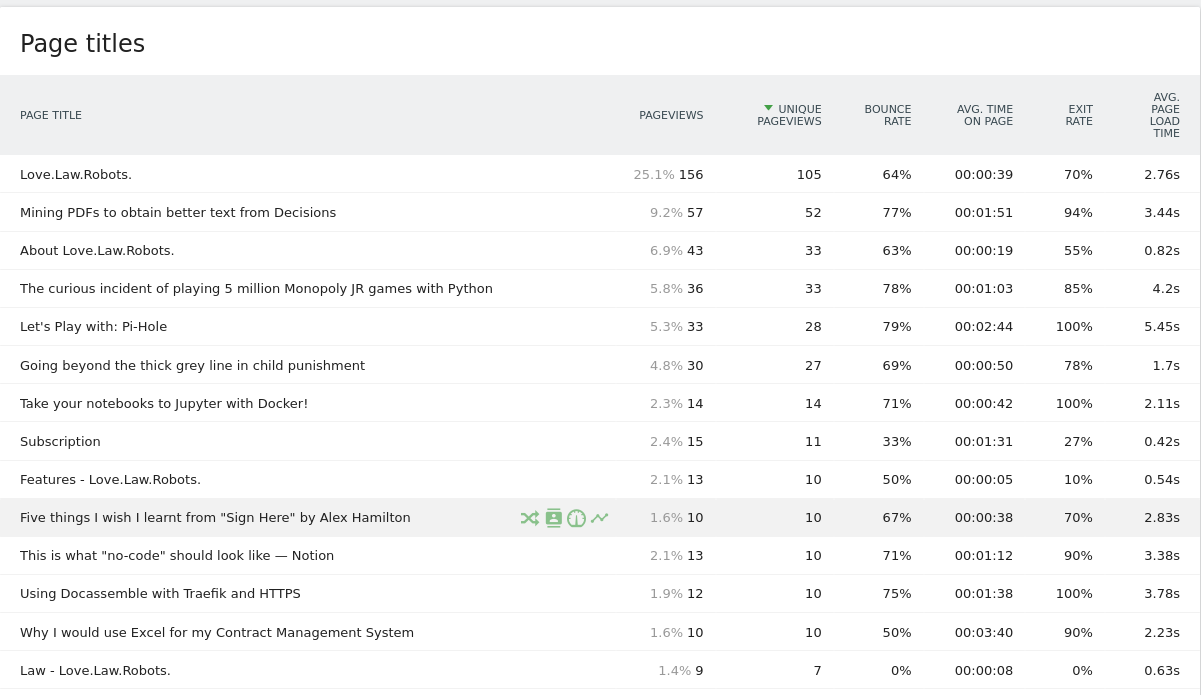 Page titles
PAGE TITLE PAGEVIEWS UNIQUE PAGEVIEWS BOUNCE RATE AVG. TIME ON PAGE EXIT RATE AVG. PAGE LOAD TIME
Love.Law.Robots. 25.1% 156 105 64% 00:00:39 70% 2.76s
Mining PDFs to obtain better text from Decisions 9.2% 57 52 77% 00:01:51 94% 3.44s
About Love.Law.Robots. 6.9% 43 33 63% 00:00:19 55% 0.82s
The curious incident of playing 5 million Monopoly JR games with Python 5.8% 36 33 78% 00:01:03 85% 4.2s
Let's Play with: Pi-Hole 5.3% 33 28 79% 00:02:44 100% 5.45s
Going beyond the thick grey line in child punishment 4.8% 30 27 69% 00:00:50 78% 1.7s
Take your notebooks to Jupyter with Docker! 2.3% 14 14 71% 00:00:42 100% 2.11s
Subscription 2.4% 15 11 33% 00:01:31 27% 0.42s
Features - Love.Law.Robots. 2.1% 13 10 50% 00:00:05 10% 0.54s
Five things I wish I learnt from "Sign Here" by Alex Hamilton 1.6% 10 10 67% 00:00:38 70% 2.83s
This is what "no-code" should look like — Notion 2.1% 13 10 71% 00:01:12 90% 3.38s
Using Docassemble with Traefik and HTTPS 1.9% 12 10 75% 00:01:38 100% 3.78s
Why I would use Excel for my Contract Management System 1.6% 10 10 50% 00:03:40 90% 2.23s
Law - Love.Law.Robots. 1.4% 9 7 0% 00:00:08 0% 0.63s